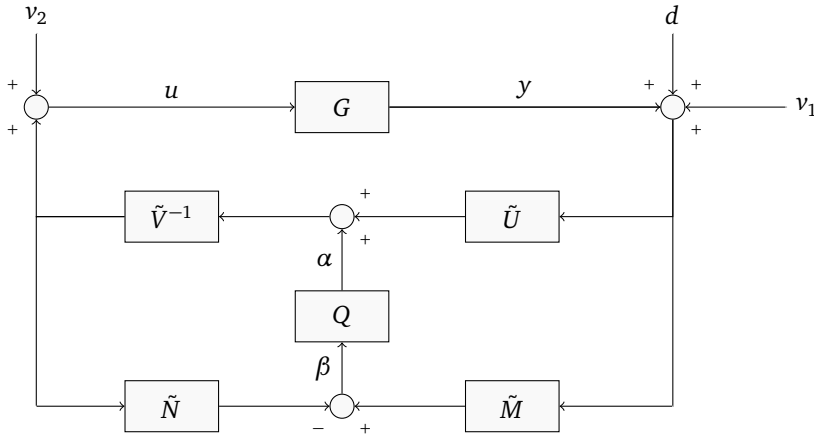 v₂ d
+ + +
u G y v₁
+ +
+
Ṽ⁻¹ Ũ
+
α
Q
β
Ñ M̃
− +